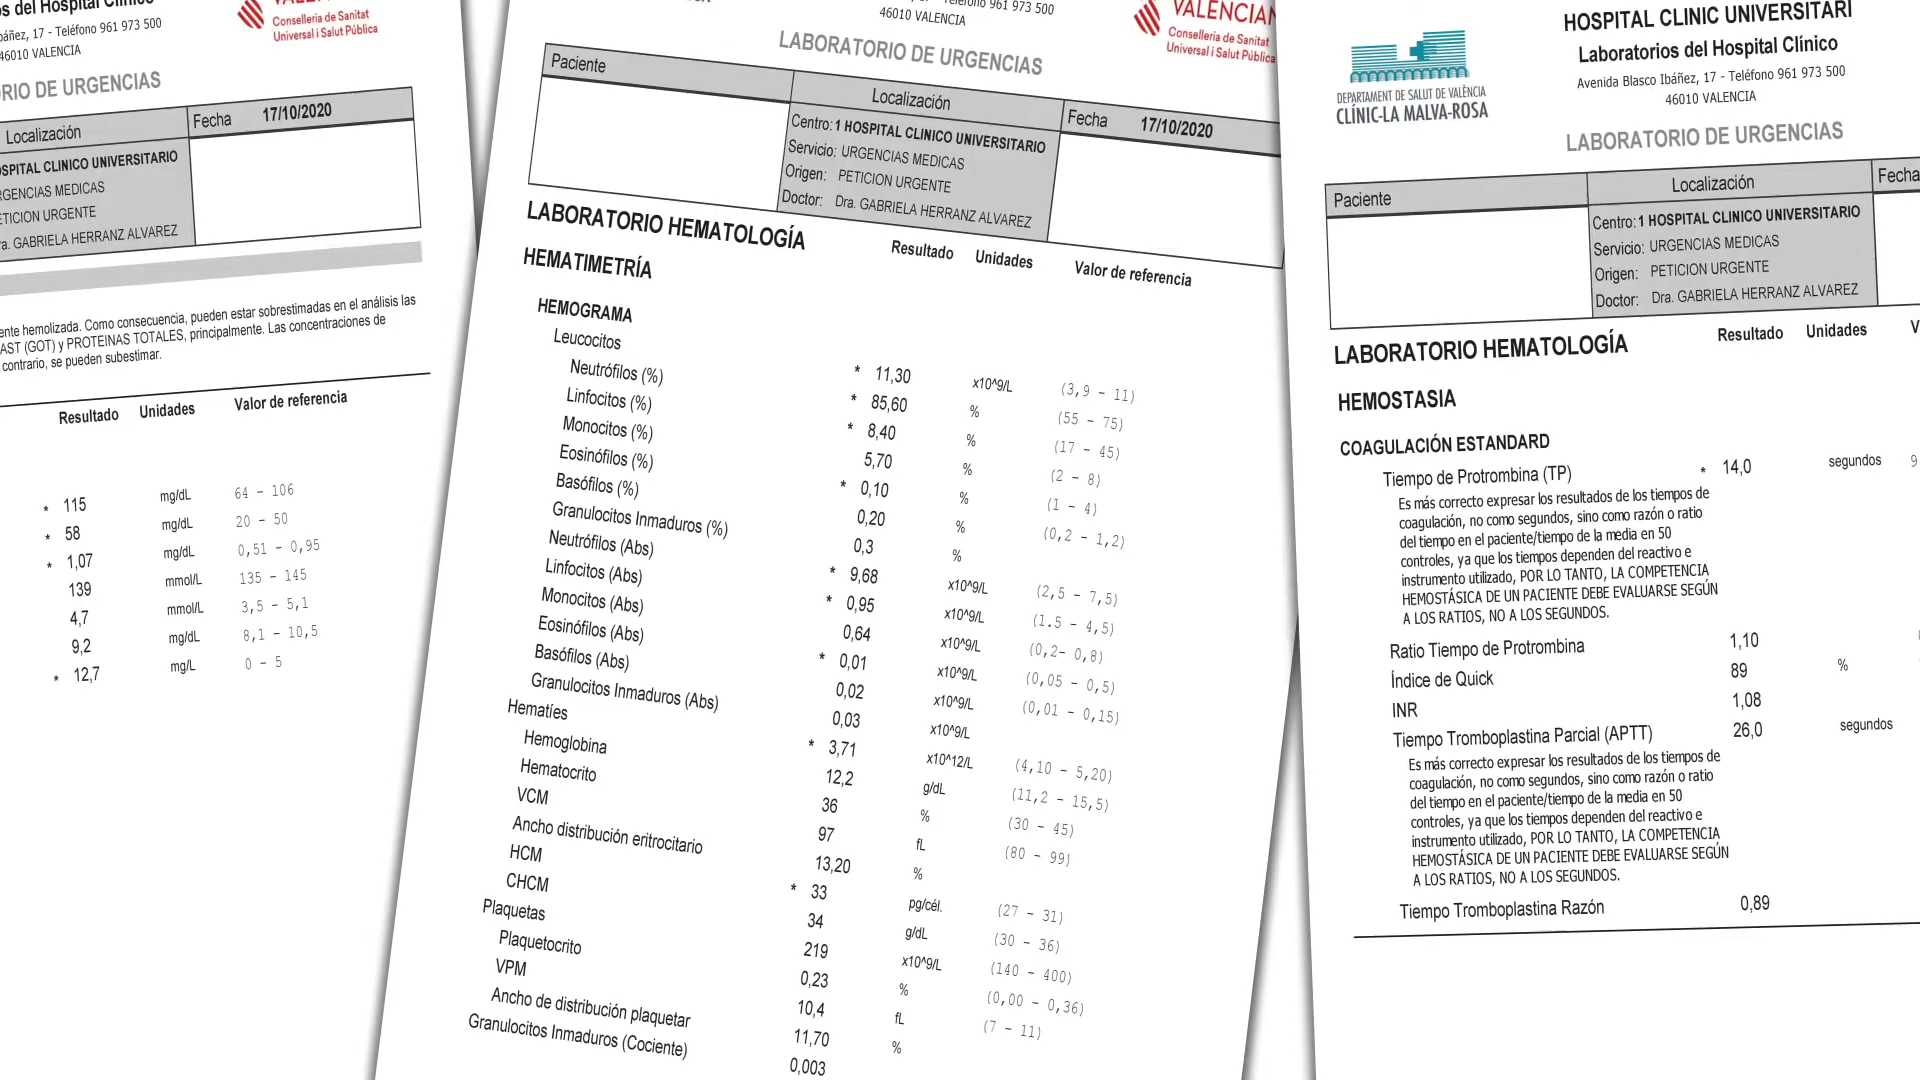 os del Hospital Clínico
báñez, 17 - Teléfono 961 973 500
46010 VALENCIA
Conselleria de Sanitat
Universal i Salut Pública
RIO DE URGENCIAS
Localización
Fecha 17/10/2020
OSPITAL CLINICO UNIVERSITARIO
RGENCIAS MEDICAS
ETICION URGENTE
ra. GABRIELA HERRANZ ALVAREZ
ente hemolizada. Como consecuencia, pueden estar sobrestimadas en el análisis las
AST (GOT) y PROTEINAS TOTALES, principalmente. Las concentraciones de
contrario, se pueden subestimar.
Resultado Unidades Valor de referencia
* 115 mg/dL 64 - 106
* 58 mg/dL 20 - 50
* 1,07 mg/dL 0,51 - 0,95
139 mmol/L 135 - 145
4,7 mmol/L 3,5 - 5,1
9,2 mg/dL 8,1 - 10,5
* 12,7 mg/L 0 - 5
961 973 500
46010 VALENCIA
VALENCIAN
Conselleria de Sanitat
Universal i Salut Pública
LABORATORIO DE URGENCIAS
Paciente
Localización
Fecha 17/10/2020
Centro: 1 HOSPITAL CLINICO UNIVERSITARIO
Servicio: URGENCIAS MEDICAS
Origen: PETICION URGENTE
Doctor: Dra. GABRIELA HERRANZ ALVAREZ
LABORATORIO HEMATOLOGÍA
Resultado Unidades Valor de referencia
HEMATIMETRÍA
HEMOGRAMA
Leucocitos * 11,30 x10^9/L (3,9 - 11)
Neutrófilos (%) * 85,60 % (55 - 75)
Linfocitos (%) * 8,40 % (17 - 45)
Monocitos (%) 5,70 % (2 - 8)
Eosinófilos (%) * 0,10 % (1 - 4)
Basófilos (%) 0,20 % (0,2 - 1,2)
Granulocitos Inmaduros (%) 0,3 %
Neutrófilos (Abs) * 9,68 x10^9/L (2,5 - 7,5)
Linfocitos (Abs) * 0,95 x10^9/L (1.5 - 4,5)
Monocitos (Abs) 0,64 x10^9/L (0,2- 0,8)
Eosinófilos (Abs) * 0,01 x10^9/L (0,05 - 0,5)
Basófilos (Abs) 0,02 x10^9/L (0,01 - 0,15)
Granulocitos Inmaduros (Abs) 0,03 x10^9/L
Hematíes * 3,71 x10^12/L (4,10 - 5,20)
Hemoglobina 12,2 g/dL (11,2 - 15,5)
Hematocrito 36 % (30 - 45)
VCM 97 fL (80 - 99)
Ancho distribución eritrocitario 13,20 %
HCM * 33 pg/cél. (27 - 31)
CHCM 34 g/dL (30 - 36)
Plaquetas 219 x10^9/L (140 - 400)
Plaquetocrito 0,23 % (0,00 - 0,36)
VPM 10,4 fL (7 - 11)
Ancho de distribución plaquetar 11,70 %
Granulocitos Inmaduros (Cociente) 0,003
DEPARTAMENT DE SALUT DE VALÈNCIA
CLÍNIC-LA MALVA-ROSA
HOSPITAL CLINIC UNIVERSITARI
Laboratorios del Hospital Clínico
Avenida Blasco Ibáñez, 17 - Teléfono 961 973 500
46010 VALENCIA
LABORATORIO DE URGENCIAS
Paciente
Localización
Fecha
Centro: 1 HOSPITAL CLINICO UNIVERSITARIO
Servicio: URGENCIAS MEDICAS
Origen: PETICION URGENTE
Doctor: Dra. GABRIELA HERRANZ ALVAREZ
LABORATORIO HEMATOLOGÍA
Resultado Unidades V
HEMOSTASIA
COAGULACIÓN ESTANDARD
Tiempo de Protrombina (TP) * 14,0 segundos 9
Es más correcto expresar los resultados de los tiempos de
coagulación, no como segundos, sino como razón o ratio
del tiempo en el paciente/tiempo de la media en 50
controles, ya que los tiempos dependen del reactivo e
instrumento utilizado, POR LO TANTO, LA COMPETENCIA
HEMOSTÁSICA DE UN PACIENTE DEBE EVALUARSE SEGÚN
A LOS RATIOS, NO A LOS SEGUNDOS.
Ratio Tiempo de Protrombina 1,10
Índice de Quick 89 %
INR 1,08
Tiempo Tromboplastina Parcial (APTT) 26,0 segundos
Es más correcto expresar los resultados de los tiempos de
coagulación, no como segundos, sino como razón o ratio
del tiempo en el paciente/tiempo de la media en 50
controles, ya que los tiempos dependen del reactivo e
instrumento utilizado, POR LO TANTO, LA COMPETENCIA
HEMOSTÁSICA DE UN PACIENTE DEBE EVALUARSE SEGÚN
A LOS RATIOS, NO A LOS SEGUNDOS.
Tiempo Tromboplastina Razón 0,89